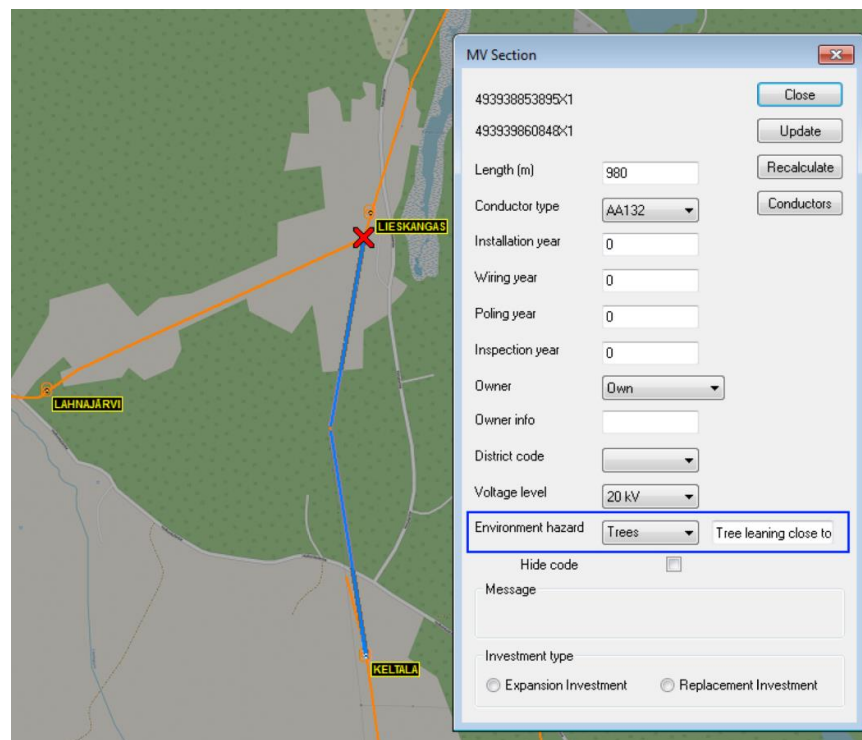 LIESKANGAS
LAHNAJÄRVI
KELTALA
MV Section
493938853895X1
Close
493939860848X1
Update
Length (m) 980
Recalculate
Conductor type AA132
Conductors
Installation year 0
Wiring year 0
Poling year 0
Inspection year 0
Owner Own
Owner info
District code
Voltage level 20 kV
Environment hazard Trees Tree leaning close to
Hide code
Message
Investment type
Expansion Investment Replacement Investment